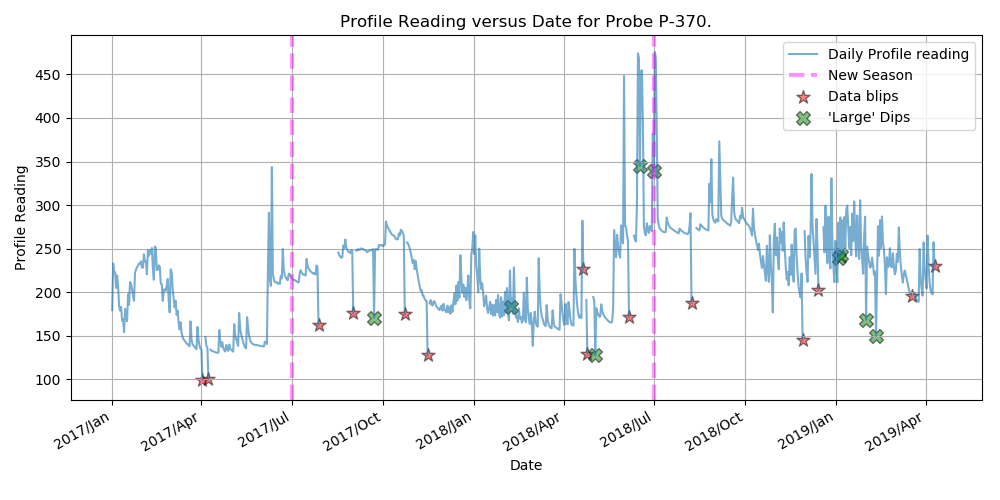 Profile Reading versus Date for Probe P-370.
Daily Profile reading
New Season
Data blips
'Large' Dips
Profile Reading
450
400
350
300
250
200
150
100
2017/Jan
2017/Apr
2017/Jul
2017/Oct
2018/Jan
2018/Apr
2018/Jul
2018/Oct
2019/Jan
2019/Apr
Date